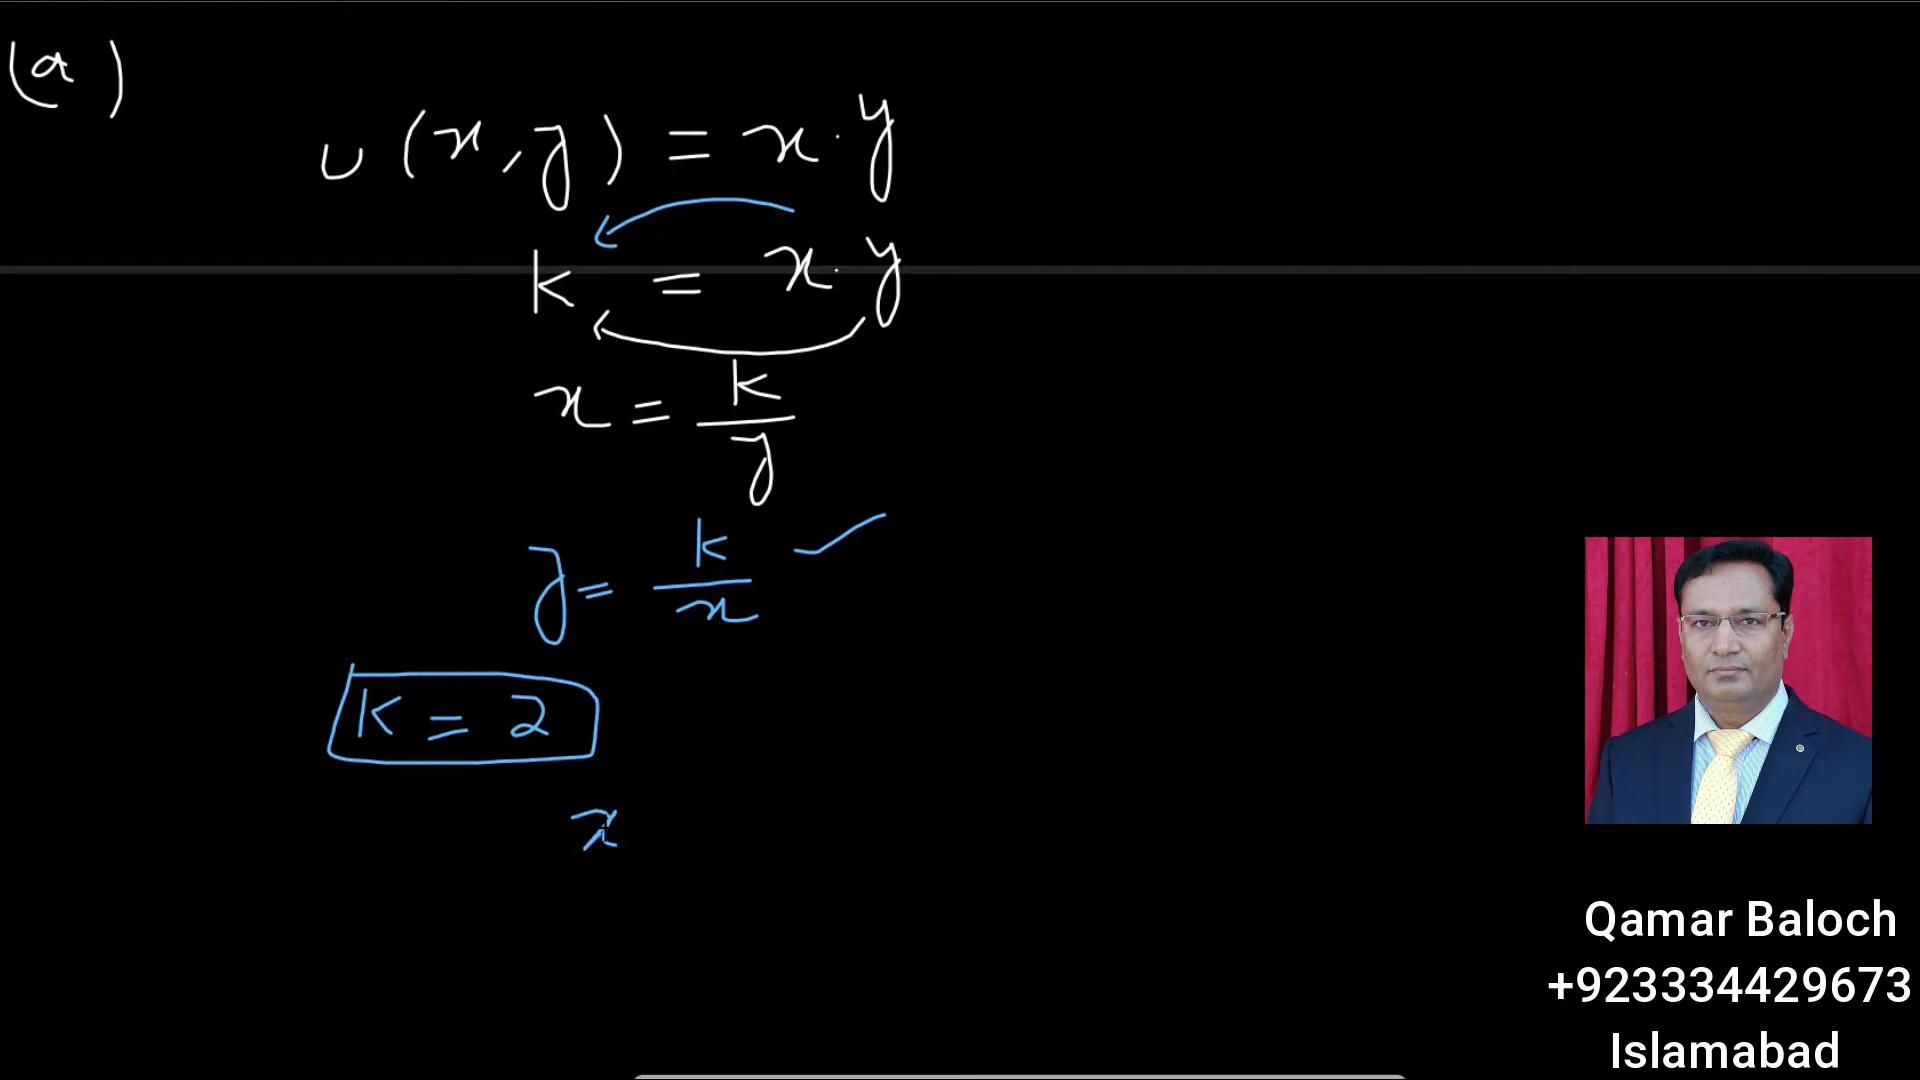 (a)
u(x,y) = x·y
k = x·y
x = k/y
y = k/x ✓
K = 2
x
Qamar Baloch
+923334429673
Islamabad